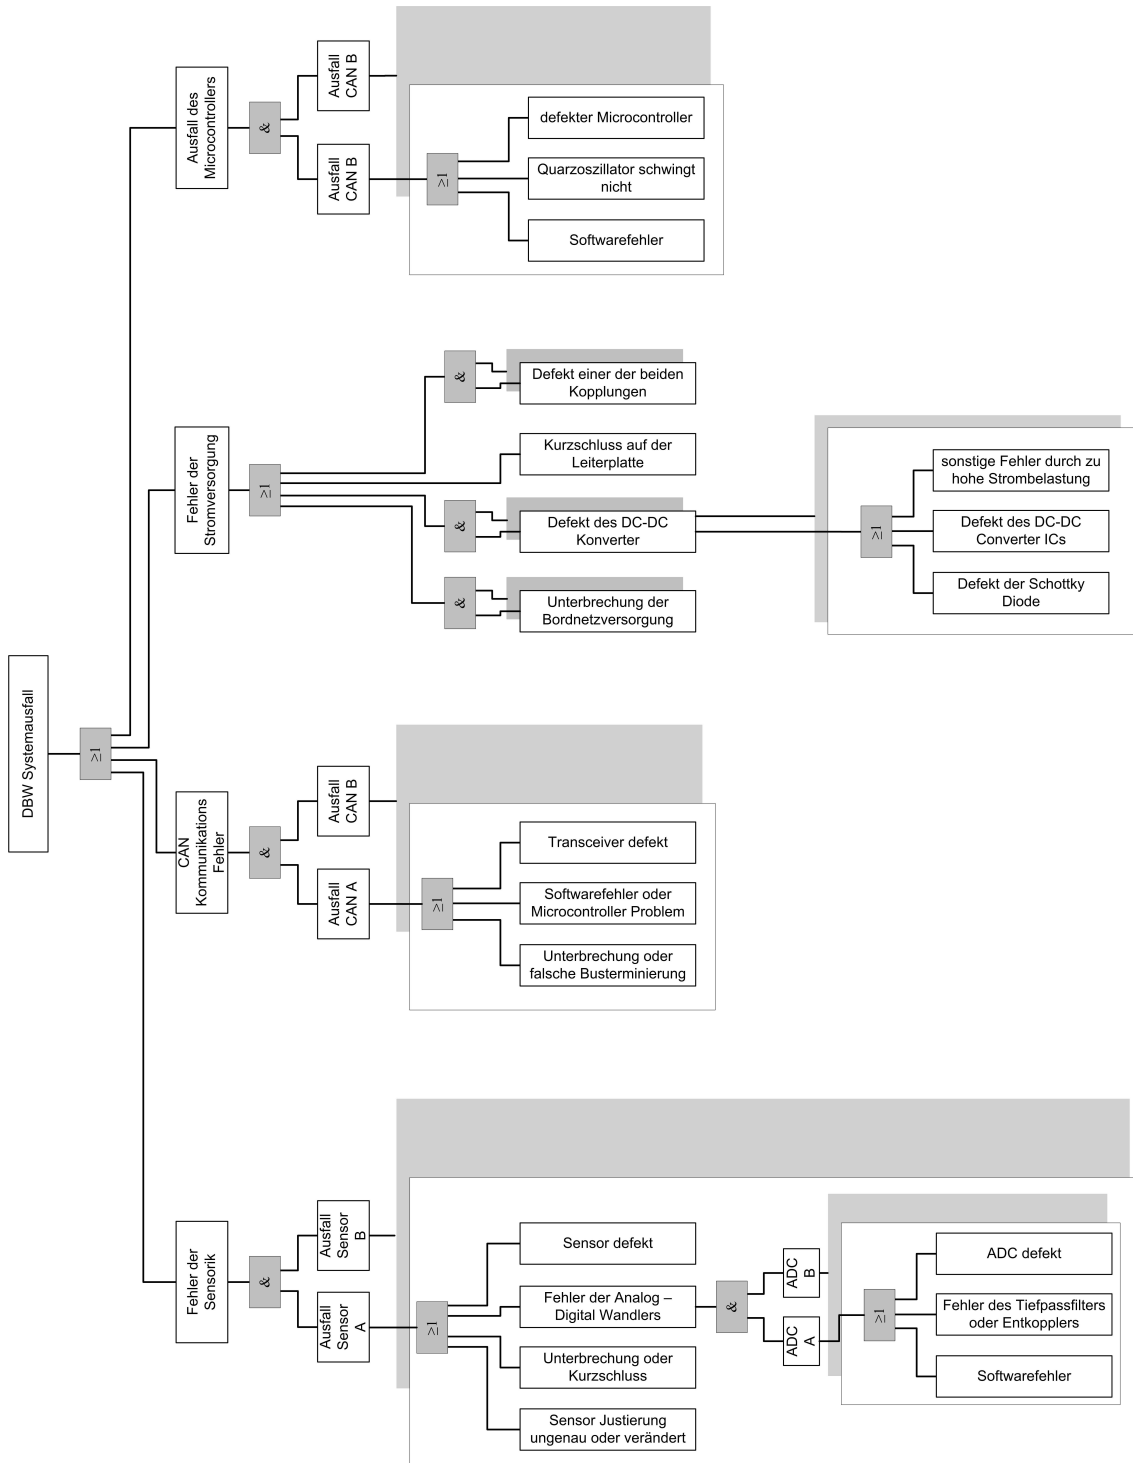 DBW Systemausfall
≥1
Ausfall des
Microcontrollers
&
Ausfall
CAN B
Ausfall
CAN B
≥1
defekter Microcontroller
Quarzoszillator schwingt
nicht
Softwarefehler
Fehler der
Stromversorgung
≥1
&
Defekt einer der beiden
Kopplungen
Kurzschluss auf der
Leiterplatte
&
Defekt des DC-DC
Konverter
≥1
sonstige Fehler durch zu
hohe Strombelastung
Defekt des DC-DC
Converter ICs
Defekt der Schottky
Diode
&
Unterbrechung der
Bordnetzversorgung
CAN
Kommunikations
Fehler
&
Ausfall
CAN B
Ausfall
CAN A
≥1
Transceiver defekt
Softwarefehler oder
Microcontroller Problem
Unterbrechung oder
falsche Busterminierung
Fehler der
Sensorik
&
Ausfall
Sensor
B
Ausfall
Sensor
A
≥1
Sensor defekt
Fehler der Analog –
Digital Wandlers
&
ADC
B
ADC
A
≥1
ADC defekt
Fehler des Tiefpassfilters
oder Entkopplers
Softwarefehler
Unterbrechung oder
Kurzschluss
Sensor Justierung
ungenau oder verändert